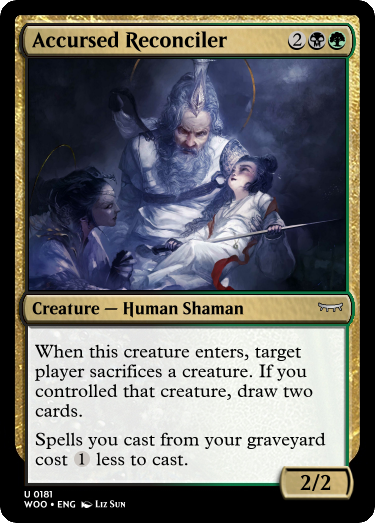 Accursed Reconciler 2
Creature — Human Shaman
When this creature enters, target
player sacrifices a creature. If you
controlled that creature, draw two
cards.
Spells you cast from your graveyard
cost 1 less to cast.
2/2
U 0181
WOO • ENG Liz Sun